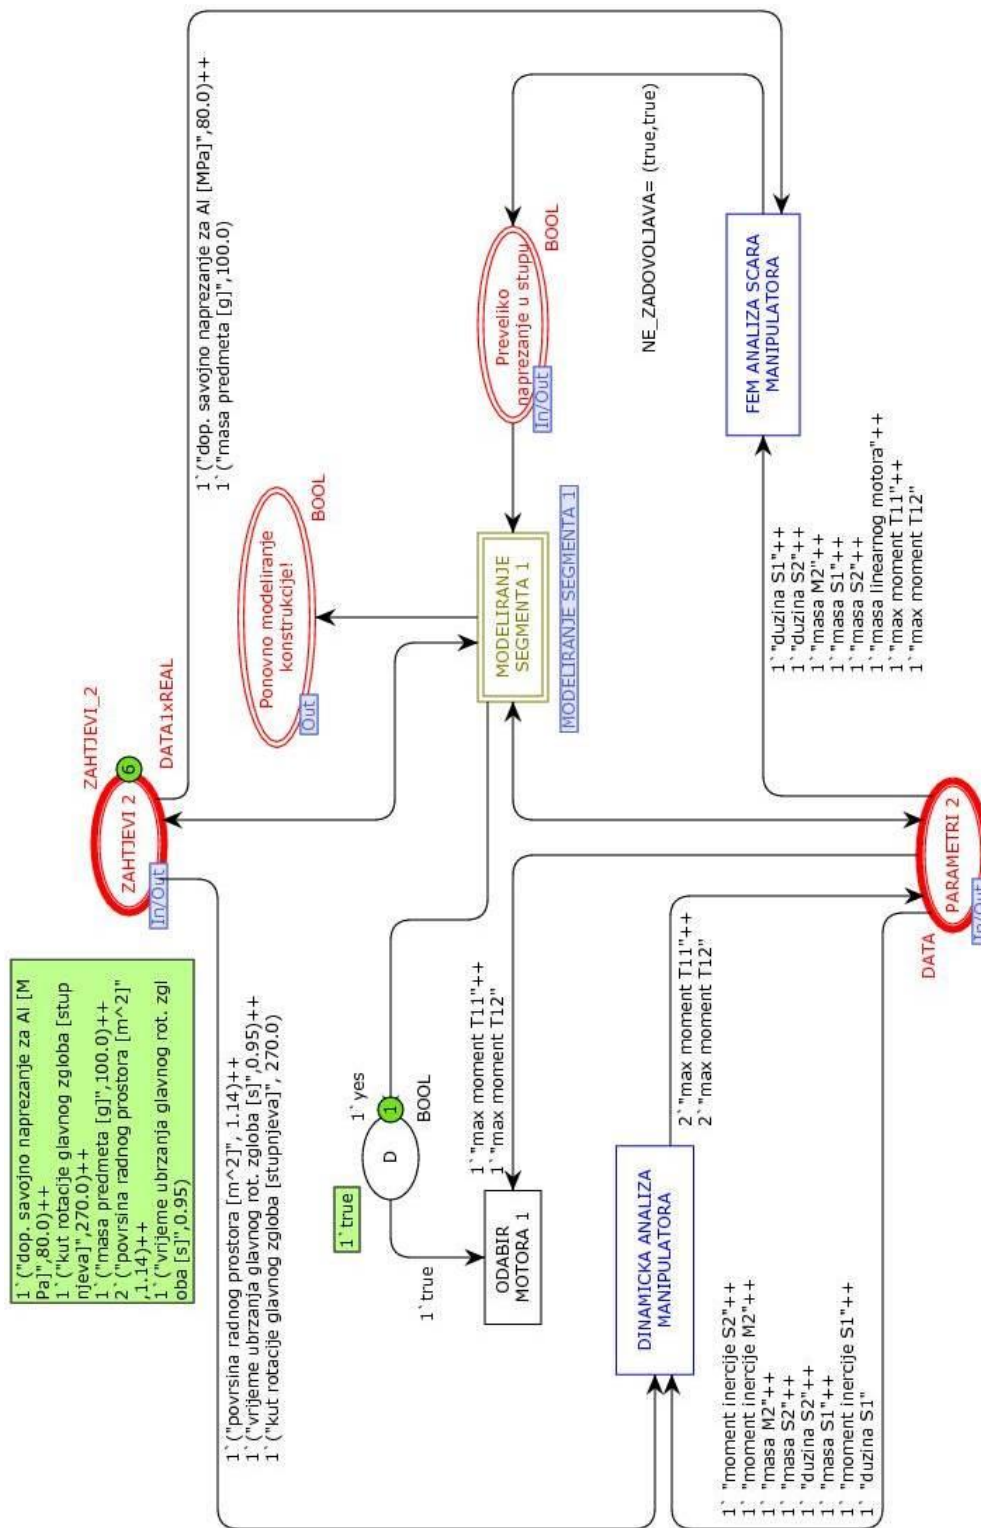 1`("dop. savojno naprezanje za Al [M
Pa]",80.0)++
1`("kut rotacije glavnog zgloba [stup
njeva]",270.0)++
1`("masa predmeta [g]",100.0)++
2`("povrsina radnog prostora [m^2]"
,1.14)++
1`("vrijeme ubrzanja glavnog rot. zgl
oba [s]",0.95)
ZAHTJEVI_2
ZAHTJEVI 2
6
DATA1xREAL
In/Out
1`("dop. savojno naprezanje za Al [MPa]",80.0)++
1`("masa predmeta [g]",100.0)
1`("povrsina radnog prostora [m^2]", 1.14)++
1`("vrijeme ubrzanja glavnog rot. zgloba [s]",0.95)++
1`("kut rotacije glavnog zgloba [stupnjeva]", 270.0)
Ponovno modeliranje
konstrukcije!
BOOL
Out
1`true
1`yes
D
1
BOOL
1`true
ODABIR
MOTORA 1
1`"max moment T11"++
1`"max moment T12"
MODELIRANJE
SEGMENTA 1
MODELIRANJE SEGMENTA 1
Preveliko
naprezanje u stupu
BOOL
In/Out
NE_ZADOVOLJAVA= (true,true)
DINAMICKA ANALIZA
MANIPULATORA
2`"max moment T11"++
2`"max moment T12"
FEM ANALIZA SCARA
MANIPULATORA
1` "moment inercije S2"++
1` "moment inercije M2"++
1` "masa M2"++
1` "masa S2"++
1` "duzina S2"++
1` "masa S1"++
1` "moment inercije S1"++
1` "duzina S1"
1`"duzina S1"++
1`"duzina S2"++
1`"masa M2"++
1`"masa S1"++
1`"masa S2"++
1`"masa linearnog motora"++
1`"max moment T11"++
1`"max moment T12"
DATA
PARAMETRI 2
In/Out